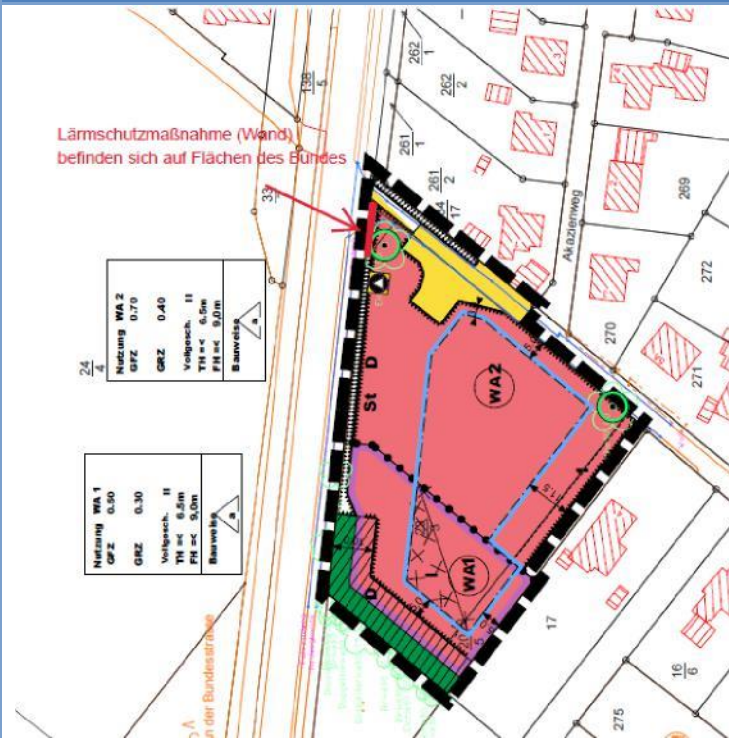 Lärmschutzmaßnahme (Wand)
befinden sich auf Flächen des Bundes
138
5
262
1
262
2
261
1
261
2
17
269
272
270
271
Akazienweg
24
4
Nutzung WA 2
GFZ 0.70
GRZ 0.40
Vollgesch. II
TH =< 6,5m
FH =< 9,0m
Bauweise
a
Nutzung WA 1
GFZ 0.50
GRZ 0.30
Vollgesch. II
TH =< 6.5m
FH =< 9,0m
Bauweise
a
St
D
WA2
WA1
D
L
11.5
17
16
6
275
n der Bundesstrasse